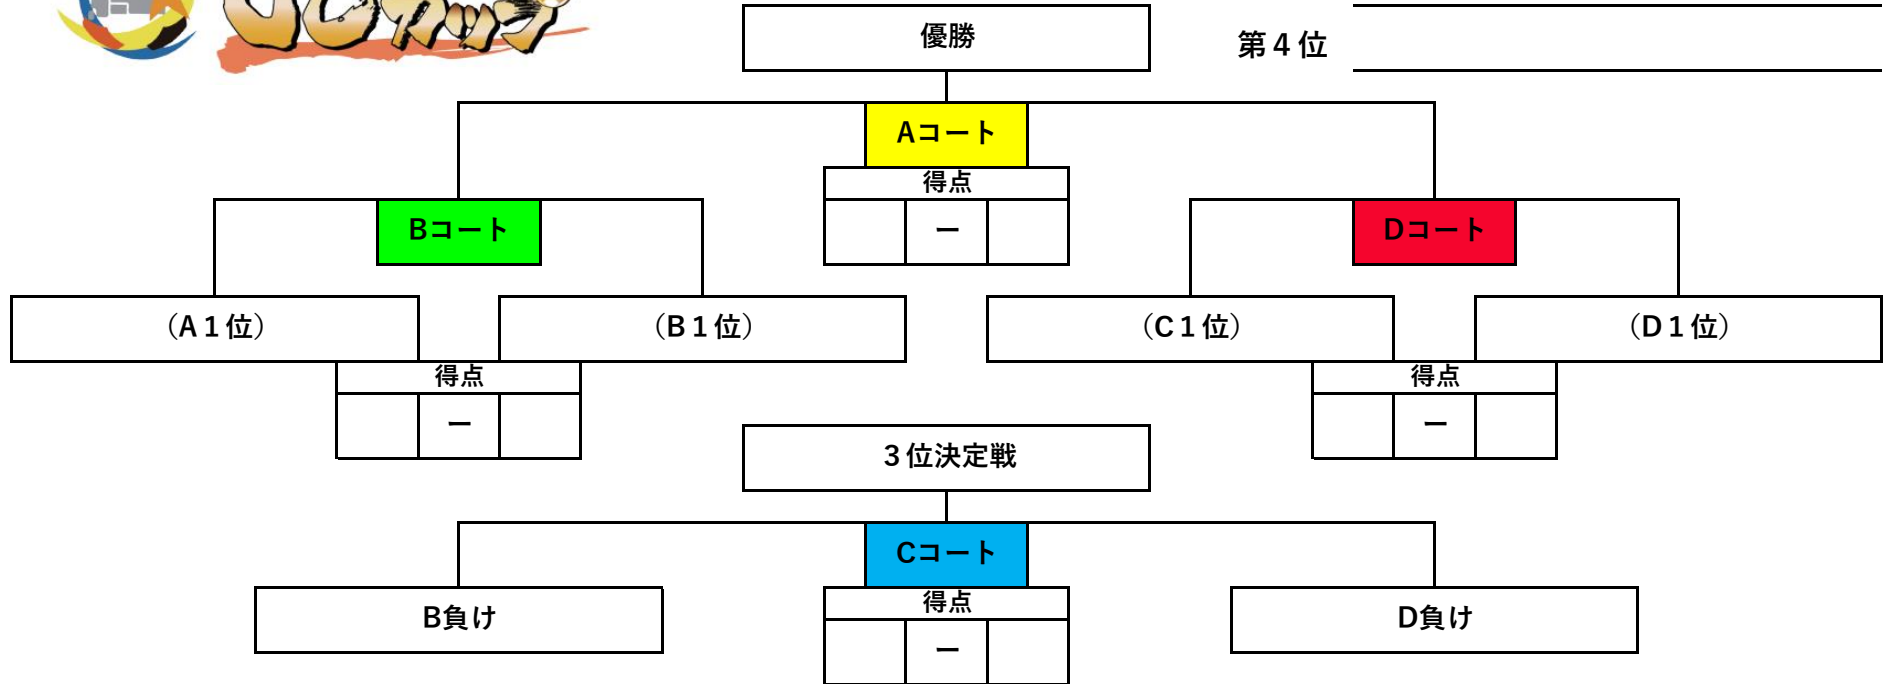 優勝
第４位
Aコート
得点
Bコート
ー
Dコート
（A１位）
（B１位）
（C１位）
（D１位）
得点
得点
ー
ー
３位決定戦
Cコート
得点
B負け
ー
D負け